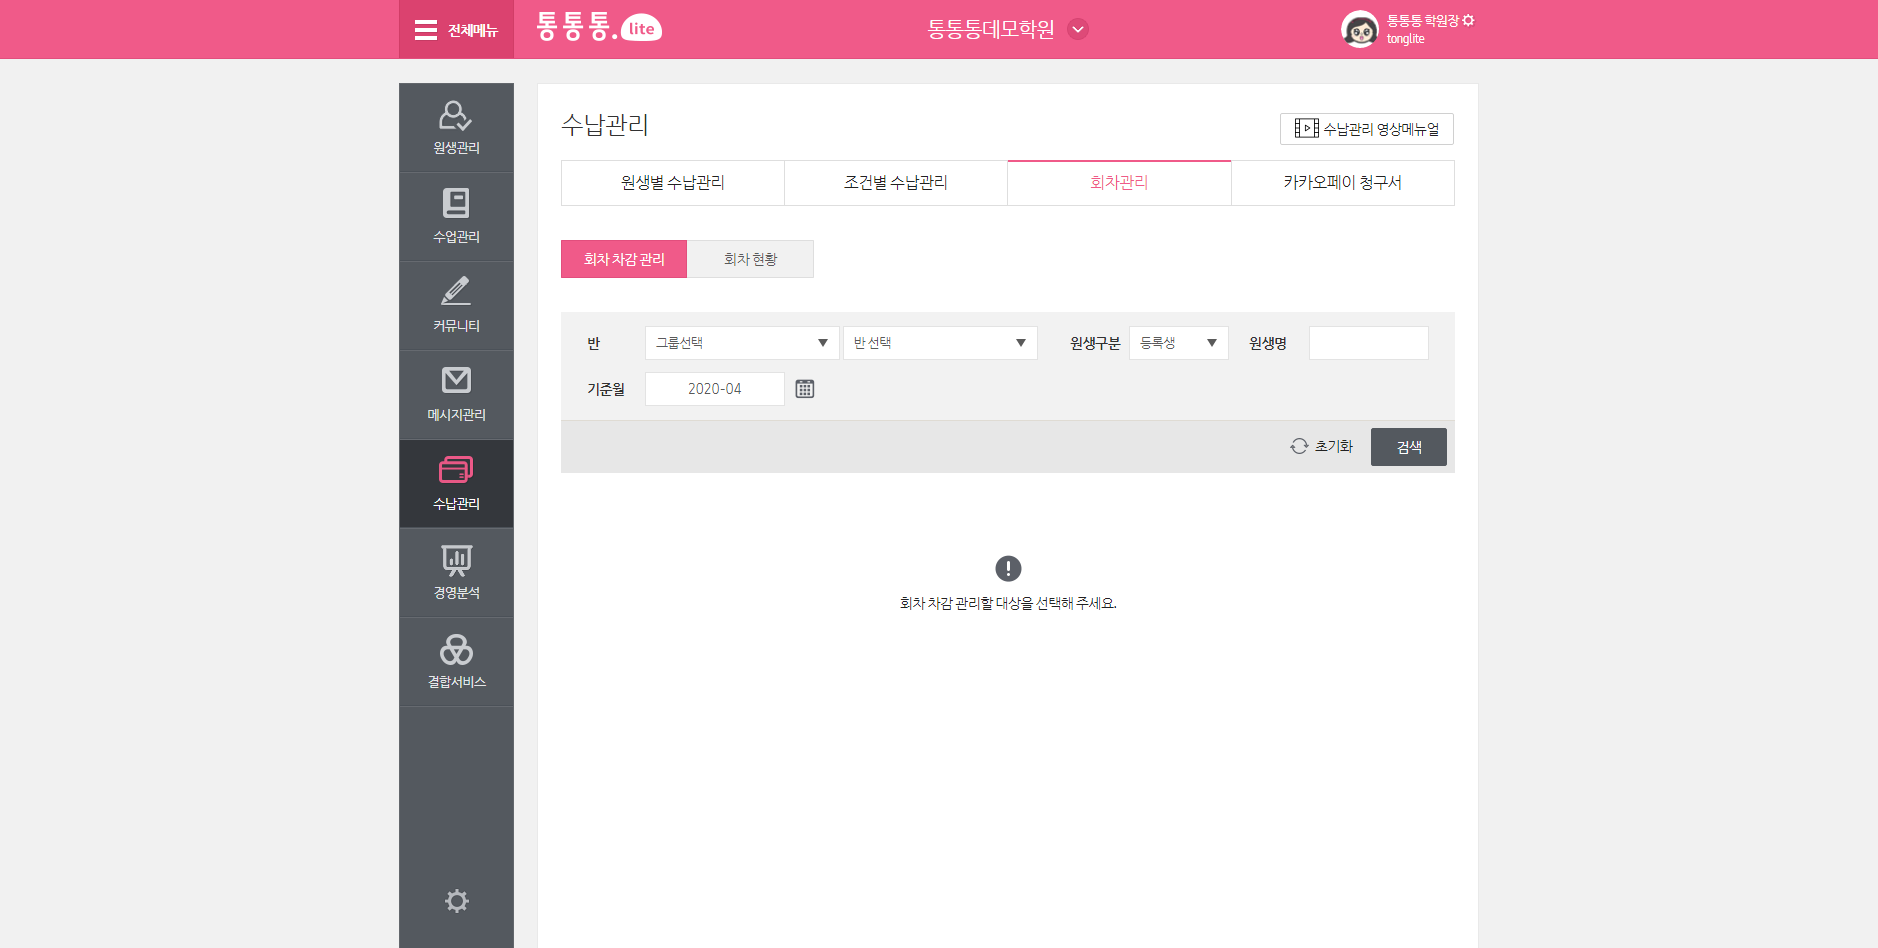 전체메뉴
통통통.lite
통통통데모학원
통통통 학원장
tonglite
원생관리
수업관리
커뮤니티
메시지관리
수납관리
경영분석
결합서비스
수납관리
수납관리 영상메뉴얼
원생별 수납관리
조건별 수납관리
회차관리
카카오페이 청구서
회차 차감 관리
회차 현황
반
그룹선택
반 선택
원생구분
등록생
원생명
기준월
2020-04
초기화
검색
회차 차감 관리할 대상을 선택해 주세요.